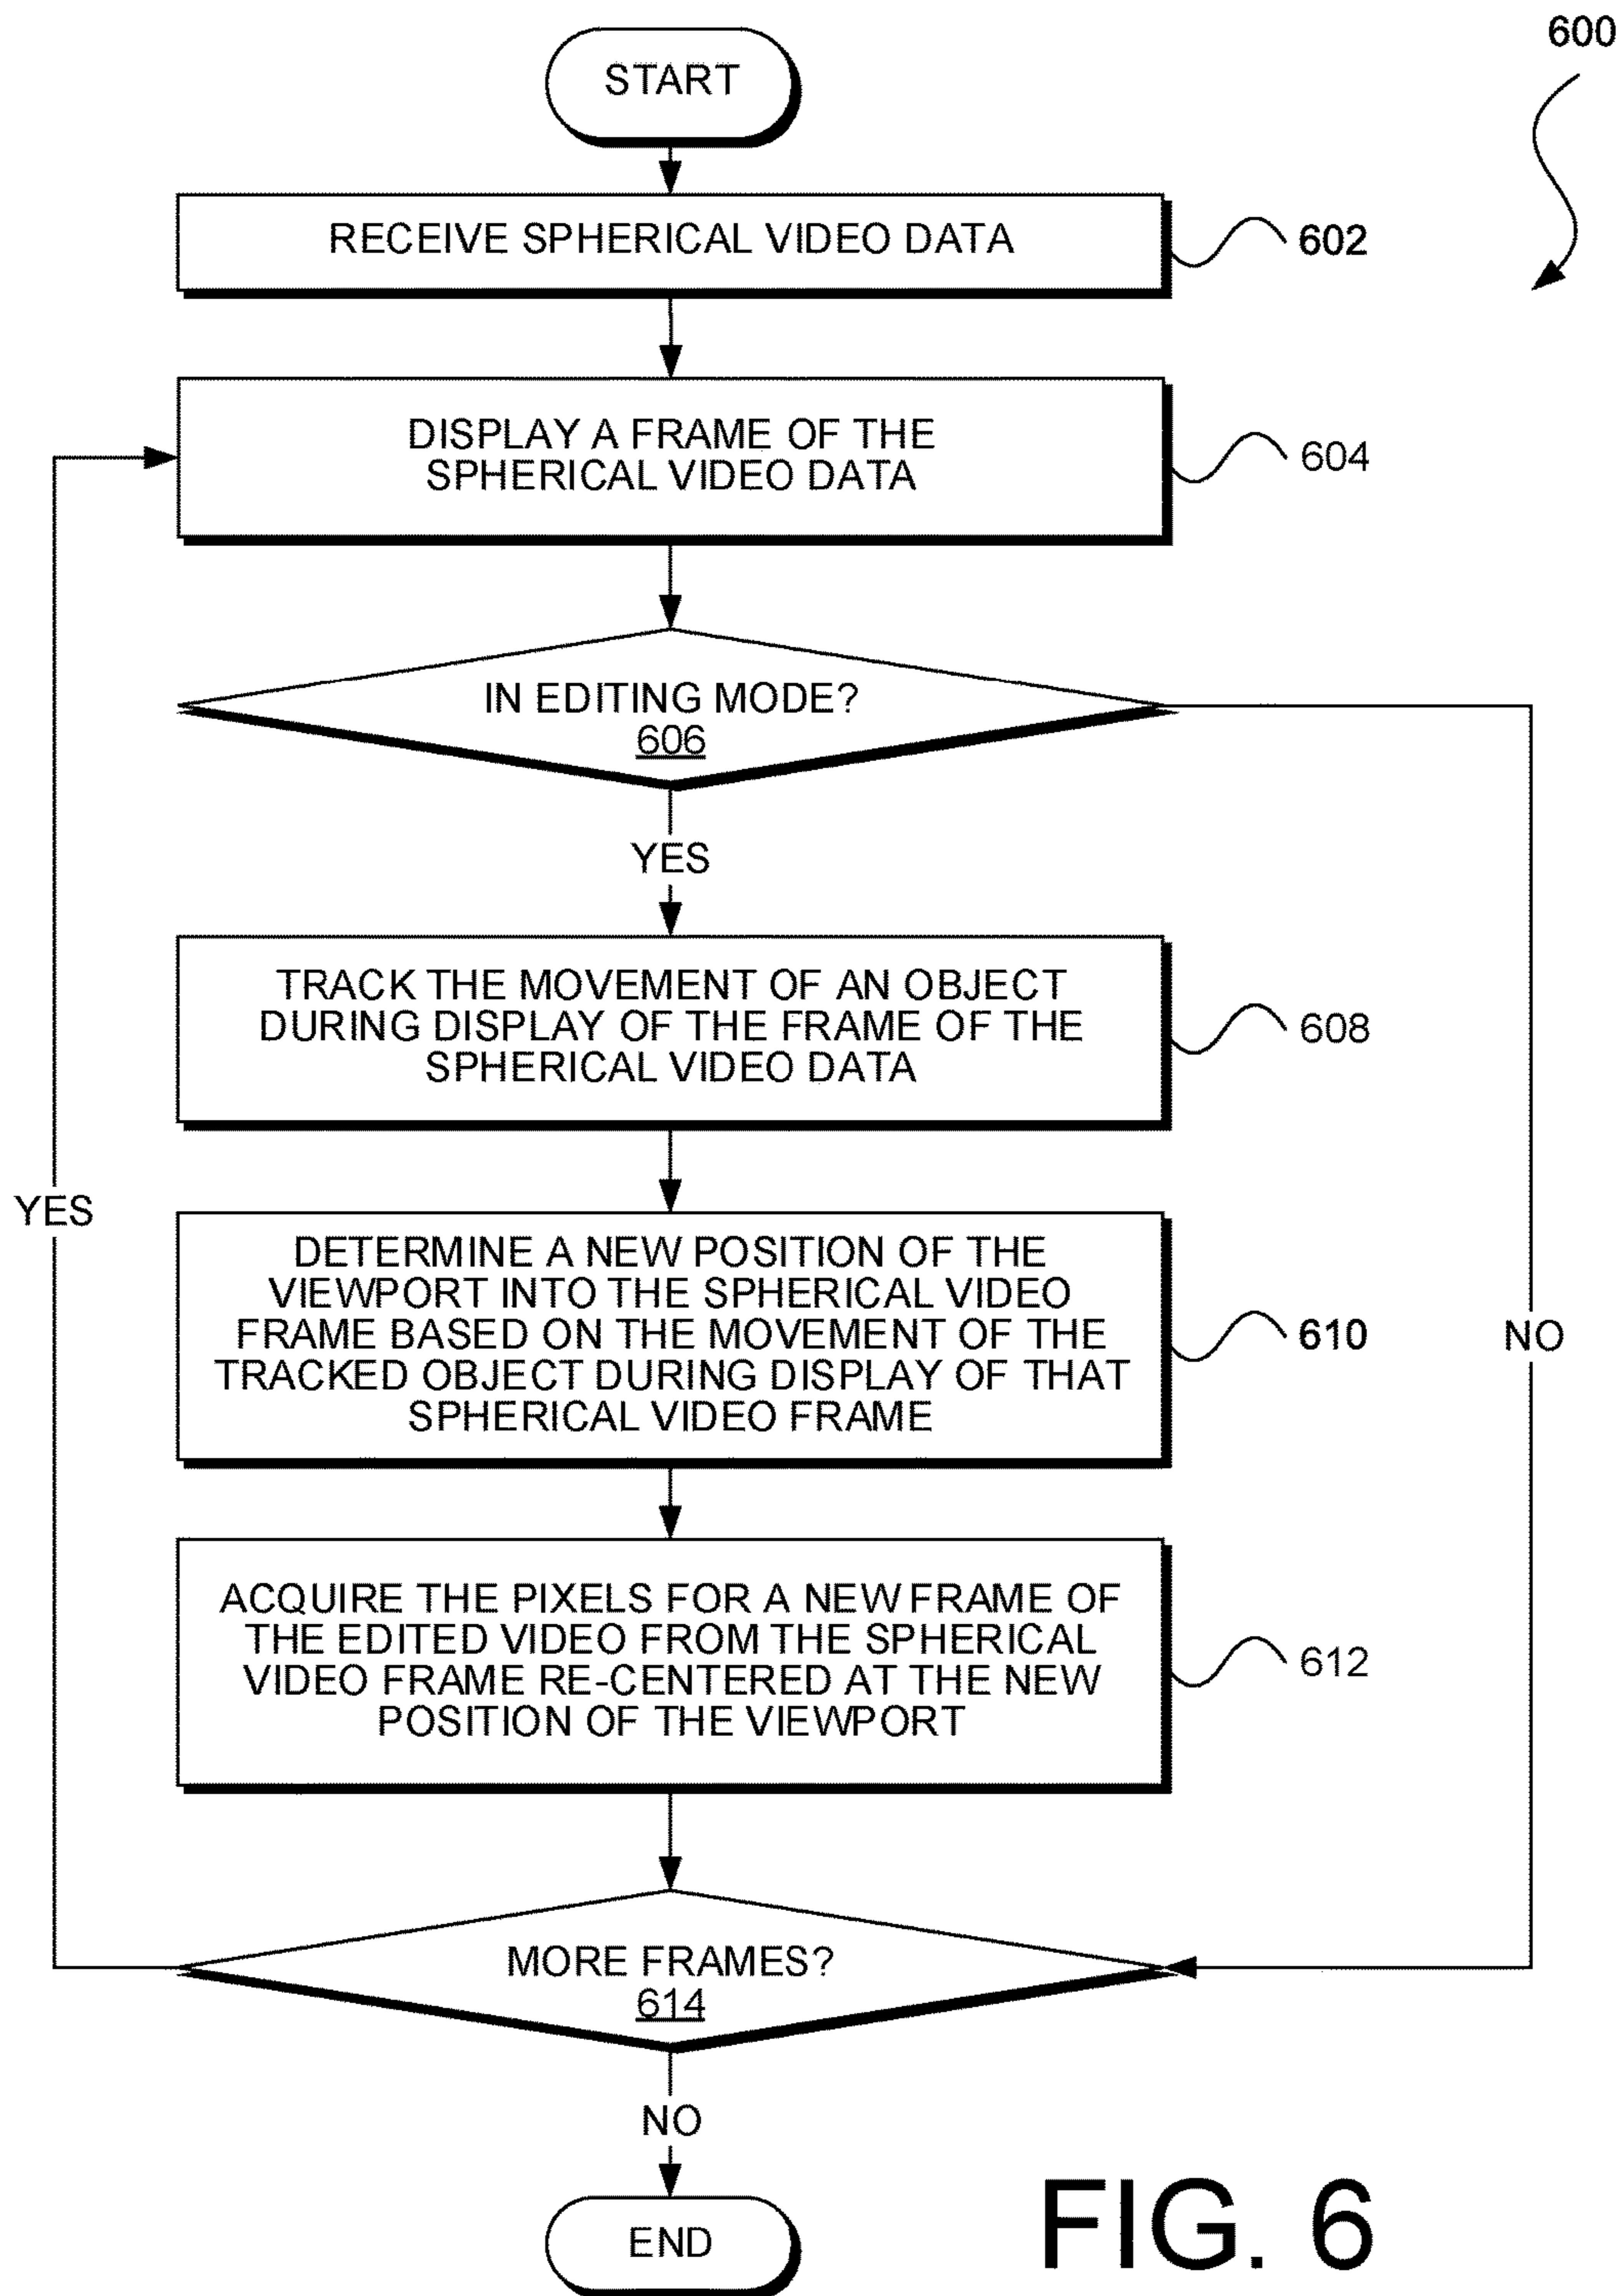 600
START
RECEIVE SPHERICAL VIDEO DATA
602
DISPLAY A FRAME OF THE
SPHERICAL VIDEO DATA
604
IN EDITING MODE?
606
YES
TRACK THE MOVEMENT OF AN OBJECT
DURING DISPLAY OF THE FRAME OF THE
SPHERICAL VIDEO DATA
608
YES
DETERMINE A NEW POSITION OF THE
VIEWPORT INTO THE SPHERICAL VIDEO
FRAME BASED ON THE MOVEMENT OF THE
TRACKED OBJECT DURING DISPLAY OF THAT
SPHERICAL VIDEO FRAME
610
NO
ACQUIRE THE PIXELS FOR A NEW FRAME OF
THE EDITED VIDEO FROM THE SPHERICAL
VIDEO FRAME RE-CENTERED AT THE NEW
POSITION OF THE VIEWPORT
612
MORE FRAMES?
614
NO
END
FIG. 6